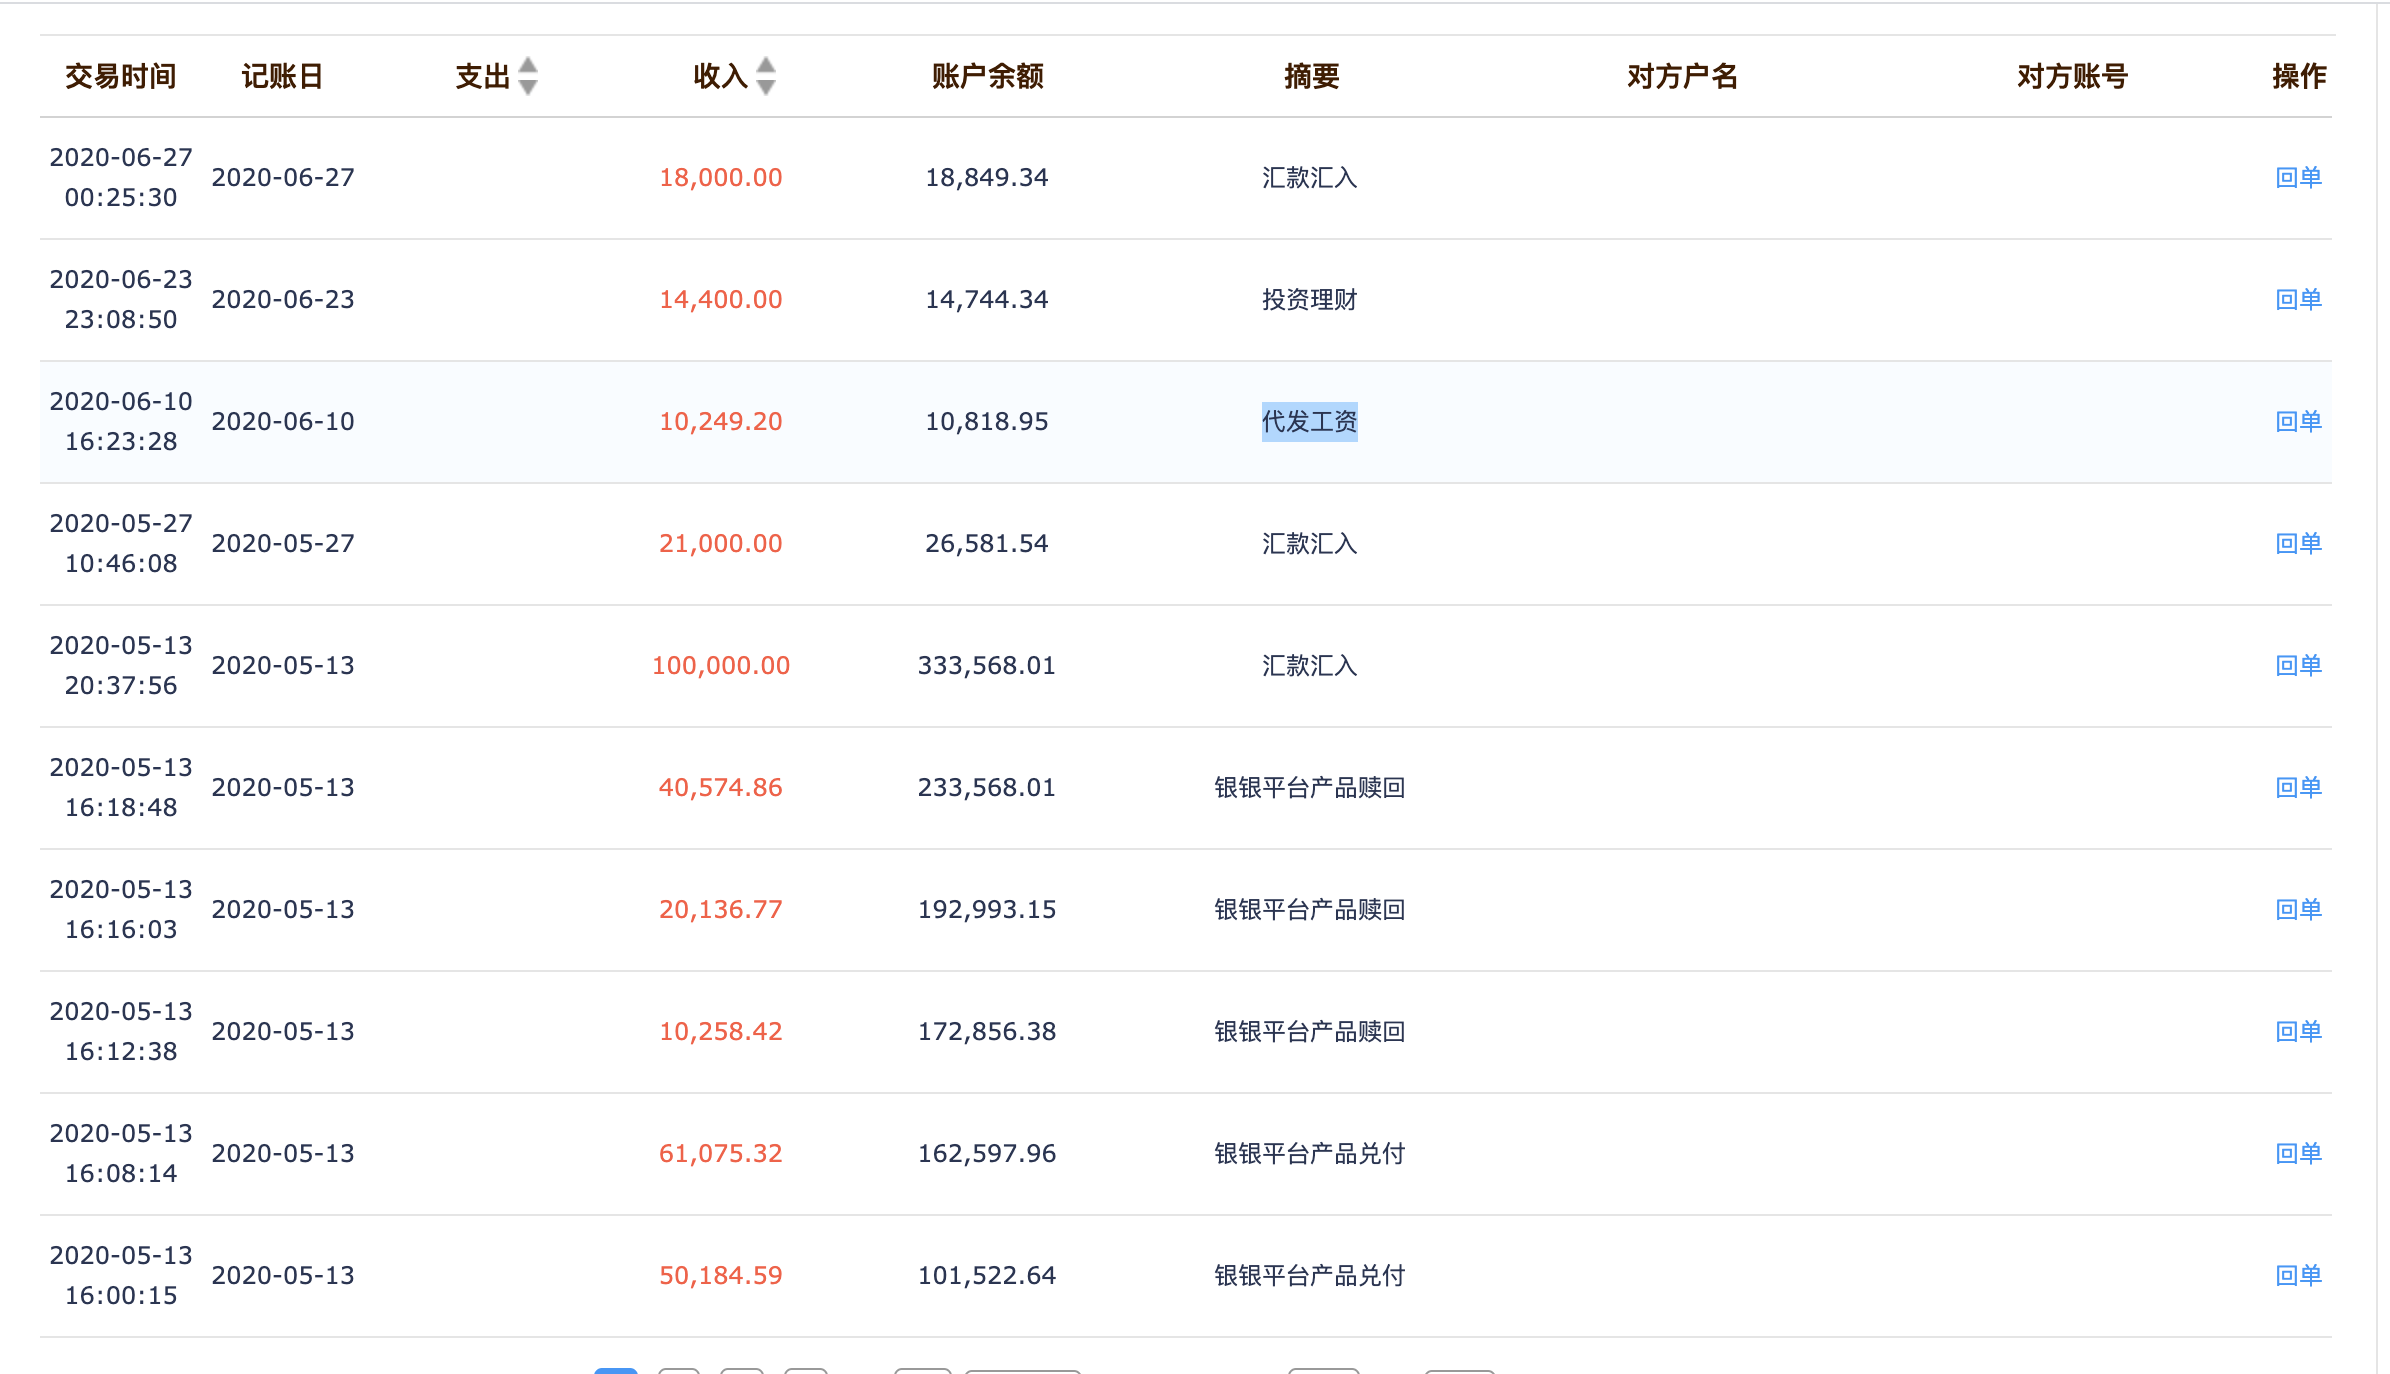 交易时间 记账日 支出 收入 账户余额 摘要 对方户名 对方账号 操作
2020-06-27
00:25:30 2020-06-27 18,000.00 18,849.34 汇款汇入 回单
2020-06-23
23:08:50 2020-06-23 14,400.00 14,744.34 投资理财 回单
2020-06-10
16:23:28 2020-06-10 10,249.20 10,818.95 代发工资 回单
2020-05-27
10:46:08 2020-05-27 21,000.00 26,581.54 汇款汇入 回单
2020-05-13
20:37:56 2020-05-13 100,000.00 333,568.01 汇款汇入 回单
2020-05-13
16:18:48 2020-05-13 40,574.86 233,568.01 银银平台产品赎回 回单
2020-05-13
16:16:03 2020-05-13 20,136.77 192,993.15 银银平台产品赎回 回单
2020-05-13
16:12:38 2020-05-13 10,258.42 172,856.38 银银平台产品赎回 回单
2020-05-13
16:08:14 2020-05-13 61,075.32 162,597.96 银银平台产品兑付 回单
2020-05-13
16:00:15 2020-05-13 50,184.59 101,522.64 银银平台产品兑付 回单